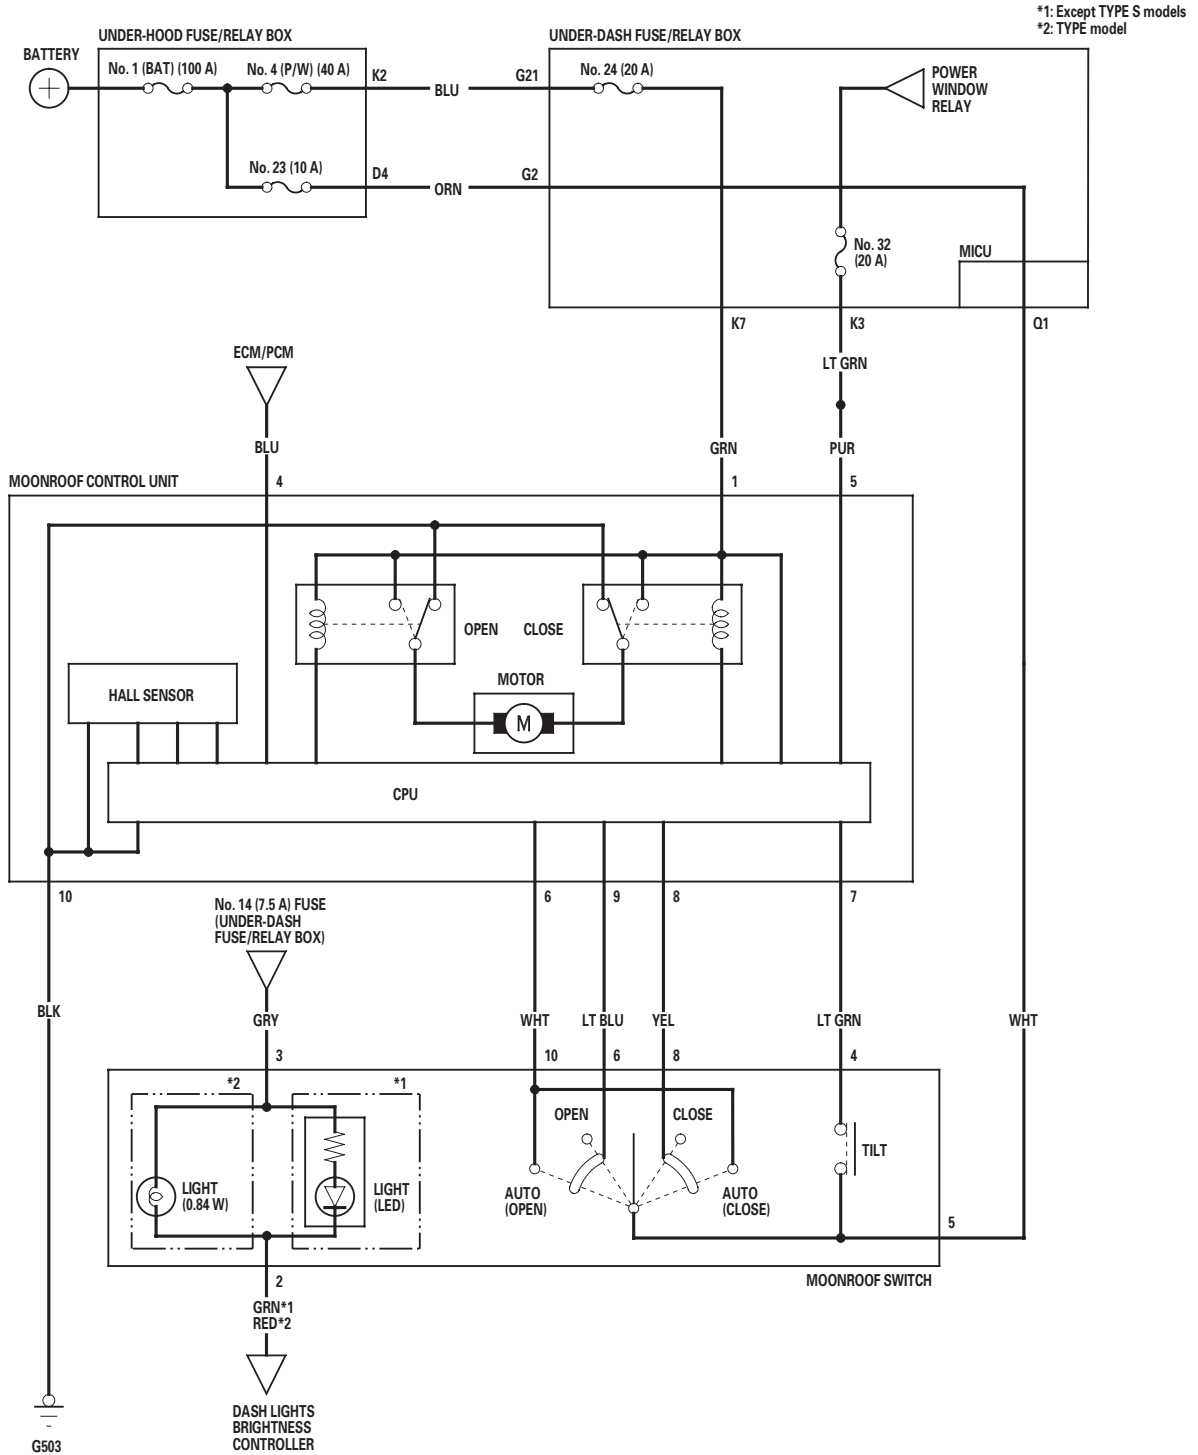 *1: Except TYPE S models
*2: TYPE model
UNDER-HOOD FUSE/RELAY BOX
UNDER-DASH FUSE/RELAY BOX
BATTERY
No. 1 (BAT) (100 A)
No. 4 (P/W) (40 A)
K2
BLU
G21
No. 24 (20 A)
POWER
WINDOW
RELAY
No. 23 (10 A)
D4
ORN
G2
No. 32
(20 A)
MICU
K7
K3
Q1
ECM/PCM
LT GRN
BLU
GRN
PUR
MOONROOF CONTROL UNIT
4
1
5
OPEN
CLOSE
HALL SENSOR
MOTOR
M
CPU
10
6
9
8
7
No. 14 (7.5 A) FUSE
(UNDER-DASH
FUSE/RELAY BOX)
BLK
GRY
WHT
LT BLU
YEL
LT GRN
WHT
3
10
6
8
4
*2
*1
OPEN
CLOSE
TILT
LIGHT
(0.84 W)
LIGHT
(LED)
AUTO
(OPEN)
AUTO
(CLOSE)
5
2
MOONROOF SWITCH
GRN*1
RED*2
DASH LIGHTS
BRIGHTNESS
CONTROLLER
G503